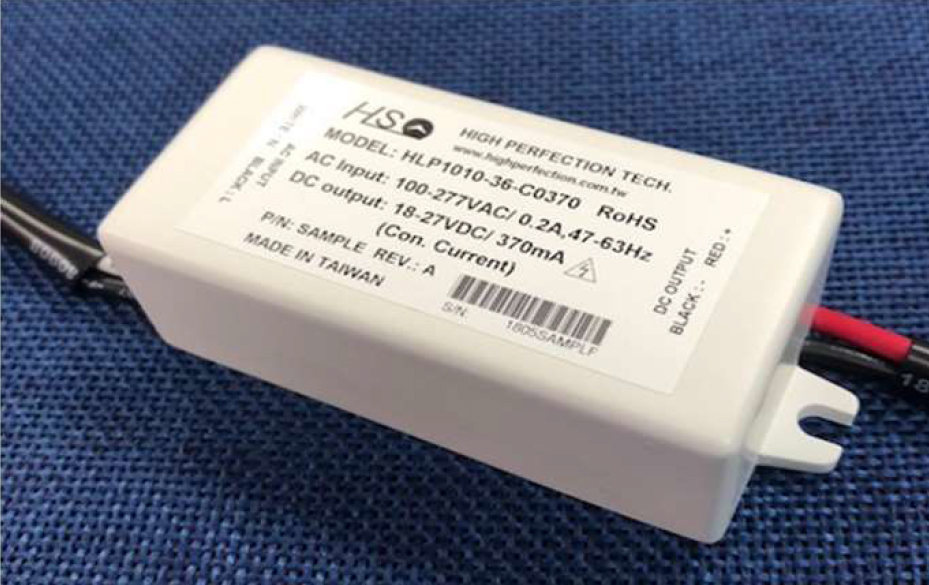 HS
HIGH PERFECTION TECH.
www.highperfection.com.tw
MODEL: HLP1010-36-C0370 RoHS
AC Input: 100-277VAC/ 0.2A,47-63Hz
DC output: 18-27VDC/ 370mA
(Con. Current)
P/N: SAMPLE REV.: A
MADE IN TAIWAN
S/N:
1805SAMPLE
WHITE : N
AC INPUT
BLACK : L
DC OUTPUT
BLACK : - RED : +